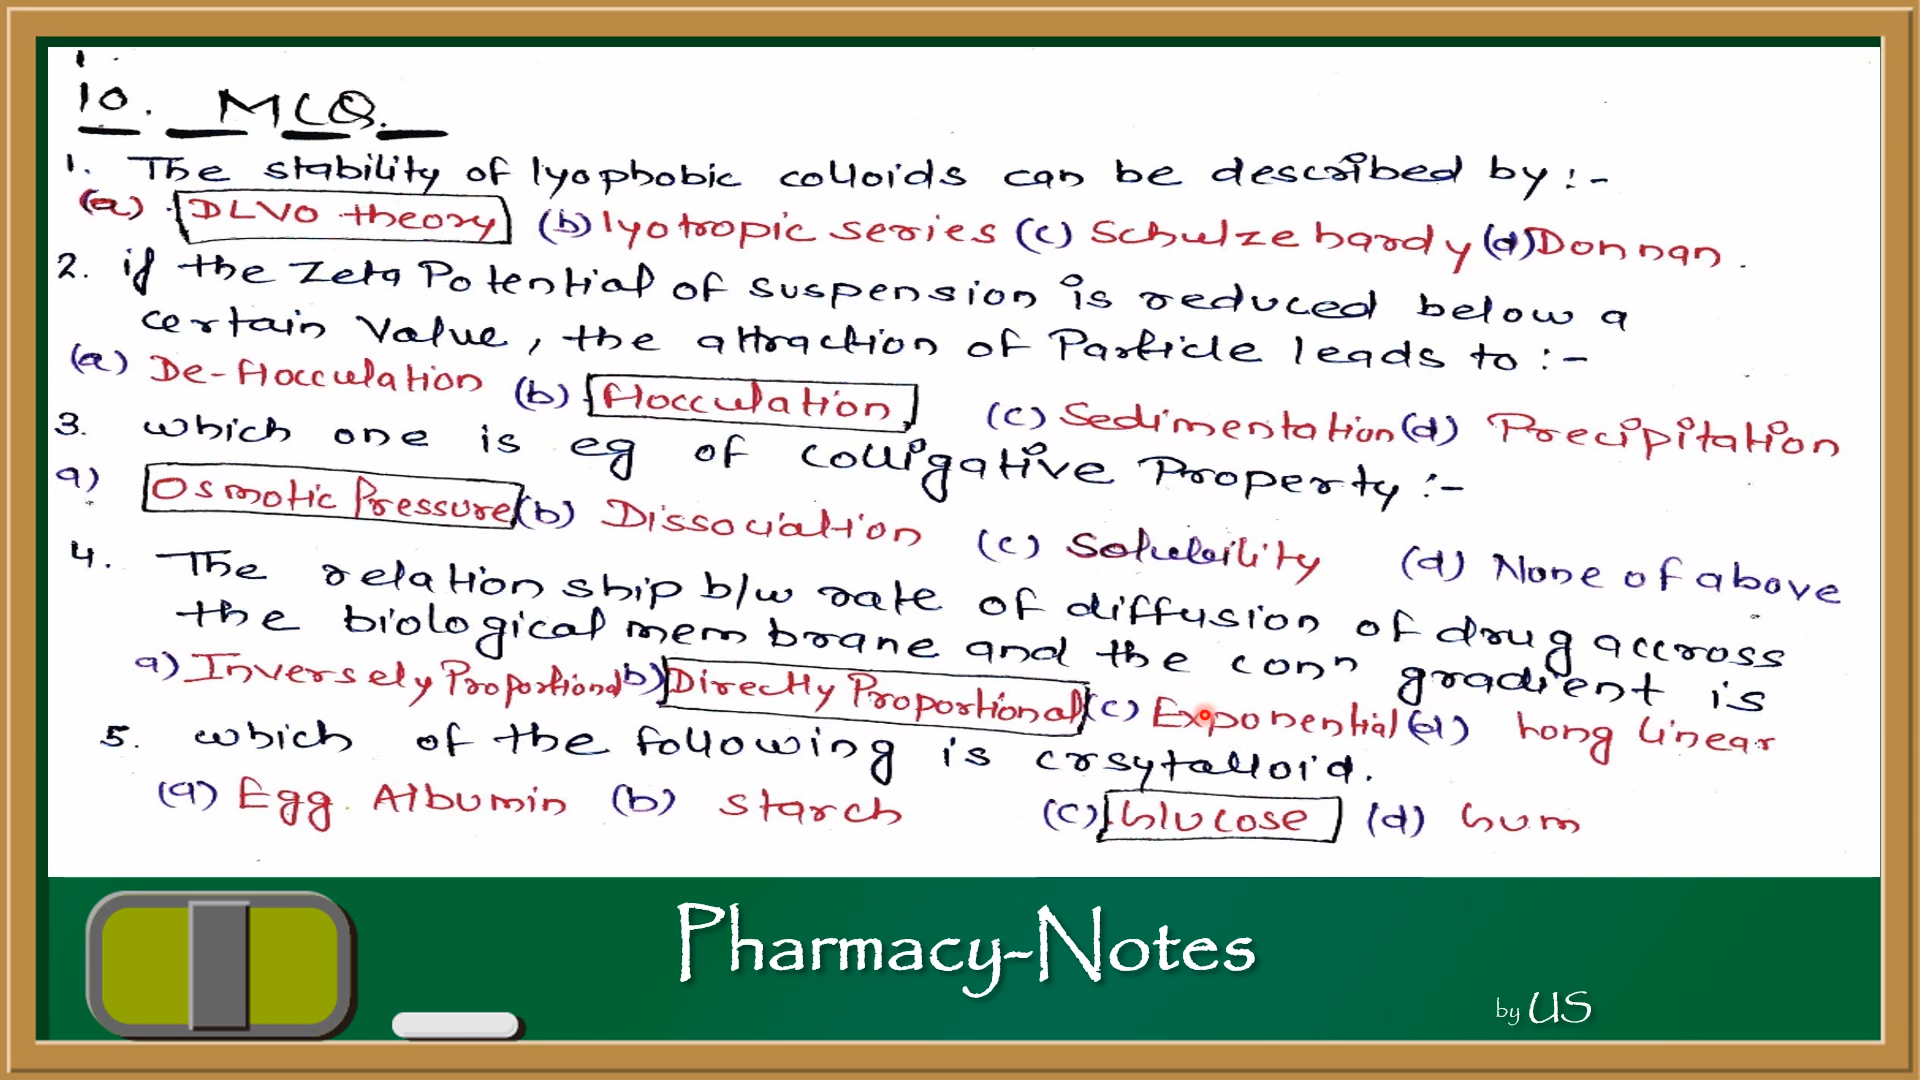 10. MCQ.
1. The stability of lyophobic colloids can be described by :-
(a) DLVO theory (b) lyotropic series (c) Schulze hardy (d) Donnan.
2. if the Zeta Potential of suspension is reduced below a
certain Value, the attraction of Particle leads to :-
(a) De-flocculation (b) flocculation (c) Sedimentation (d) Precipitation
3. which one is eg of colligative Property :-
a) Osmotic Pressure (b) Dissociation (c) Solubility (d) None of above
4. The relation ship b/w rate of diffusion of drug accross
the biological membrane and the conn gradient is
a) Inversely Proportional b) Directly Proportional (c) Exponential (d) hong linear
5. which of the following is crsytalloid.
(a) Egg Albumin (b) starch (c) Glucose (d) Gum
Pharmacy-Notes
by US